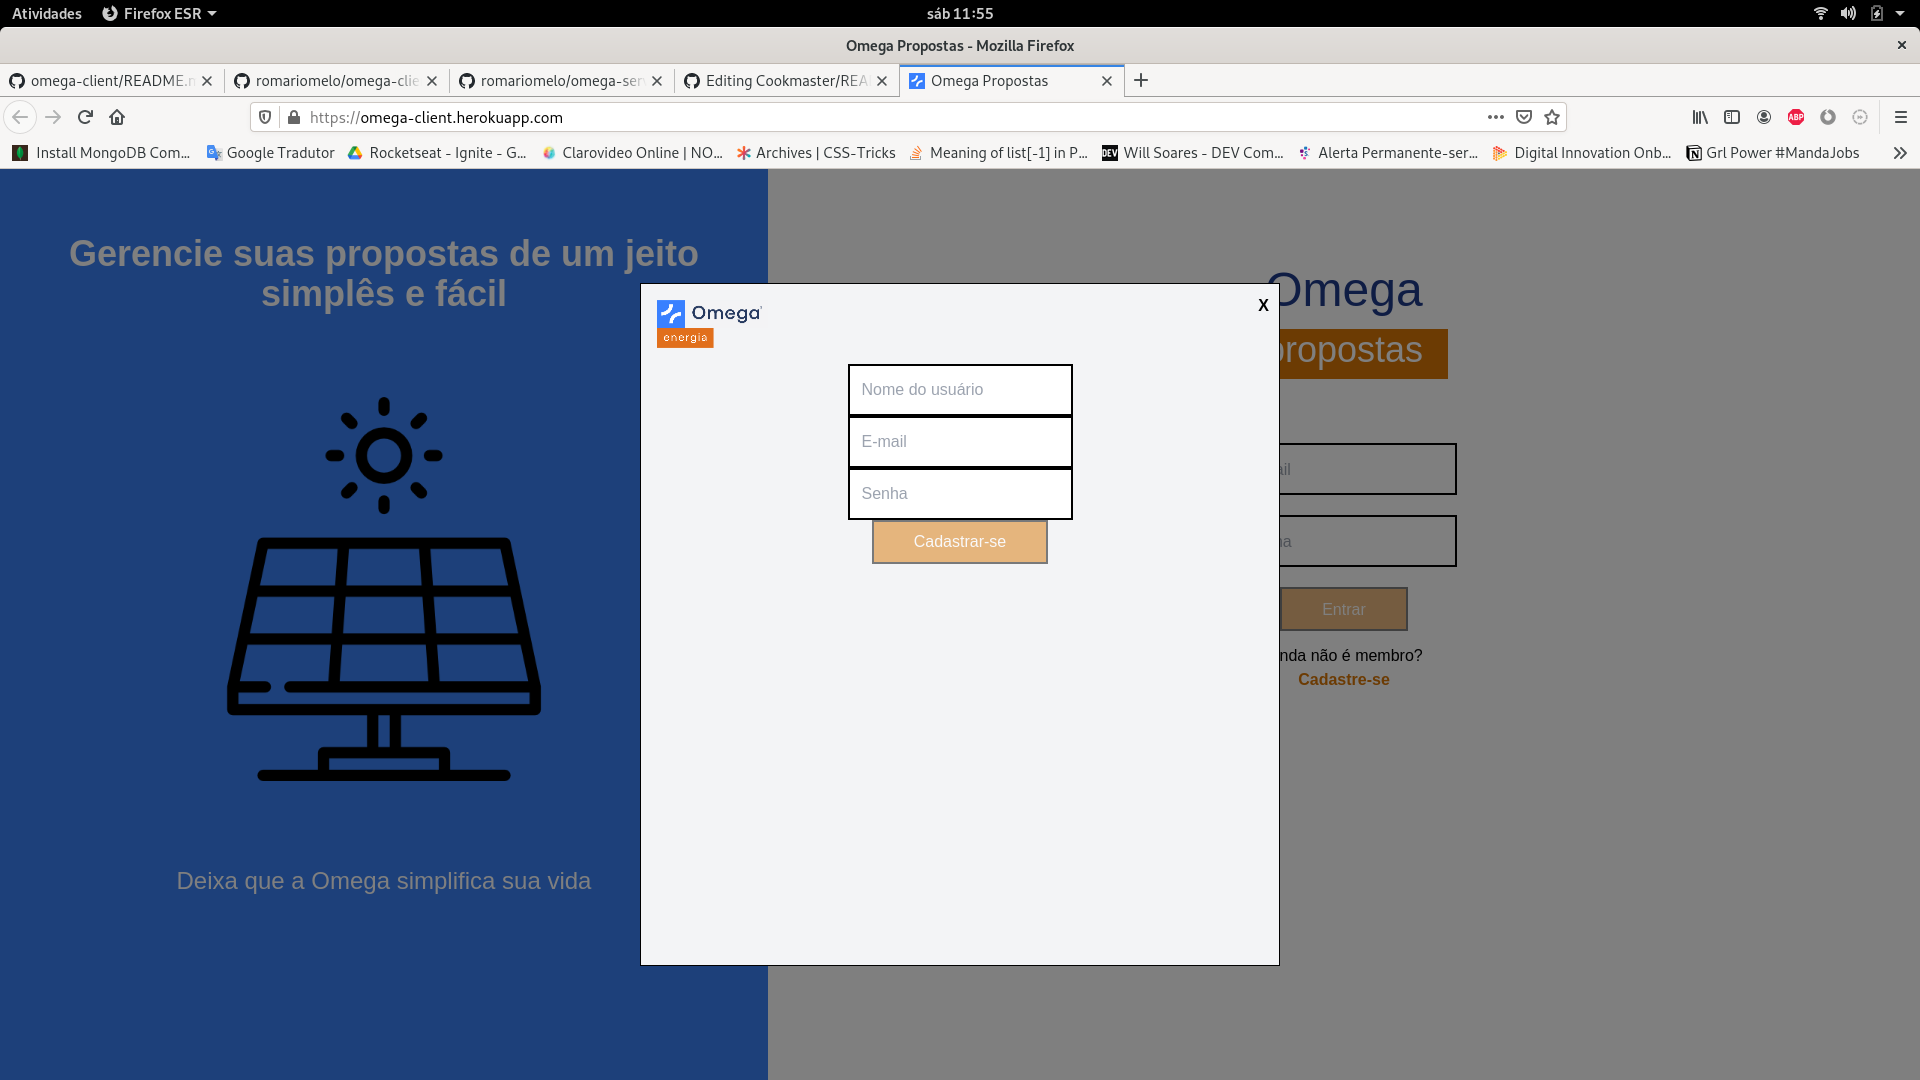 Atividades
Firefox ESR
sáb 11:55
Omega Propostas - Mozilla Firefox
omega-client/README.
romariomelo/omega-clie
romariomelo/omega-ser
Editing Cookmaster/REA
Omega Propostas
https://omega-client.herokuapp.com
ABP
Install MongoDB Com...
Google Tradutor
Rocketseat - Ignite - G...
Clarovideo Online | NO...
Archives | CSS-Tricks
Meaning of list[-1] in P...
DEV
Will Soares - DEV Com...
Alerta Permanente-ser...
Digital Innovation Onb...
Grl Power #MandaJobs
Gerencie suas propostas de um jeito
simplês e fácil
Deixa que a Omega simplifica sua vida
Omega
energia
X
Nome do usuário
E-mail
Senha
Cadastrar-se
Omega
propostas
ail
ha
Entrar
nda não é membro?
Cadastre-se